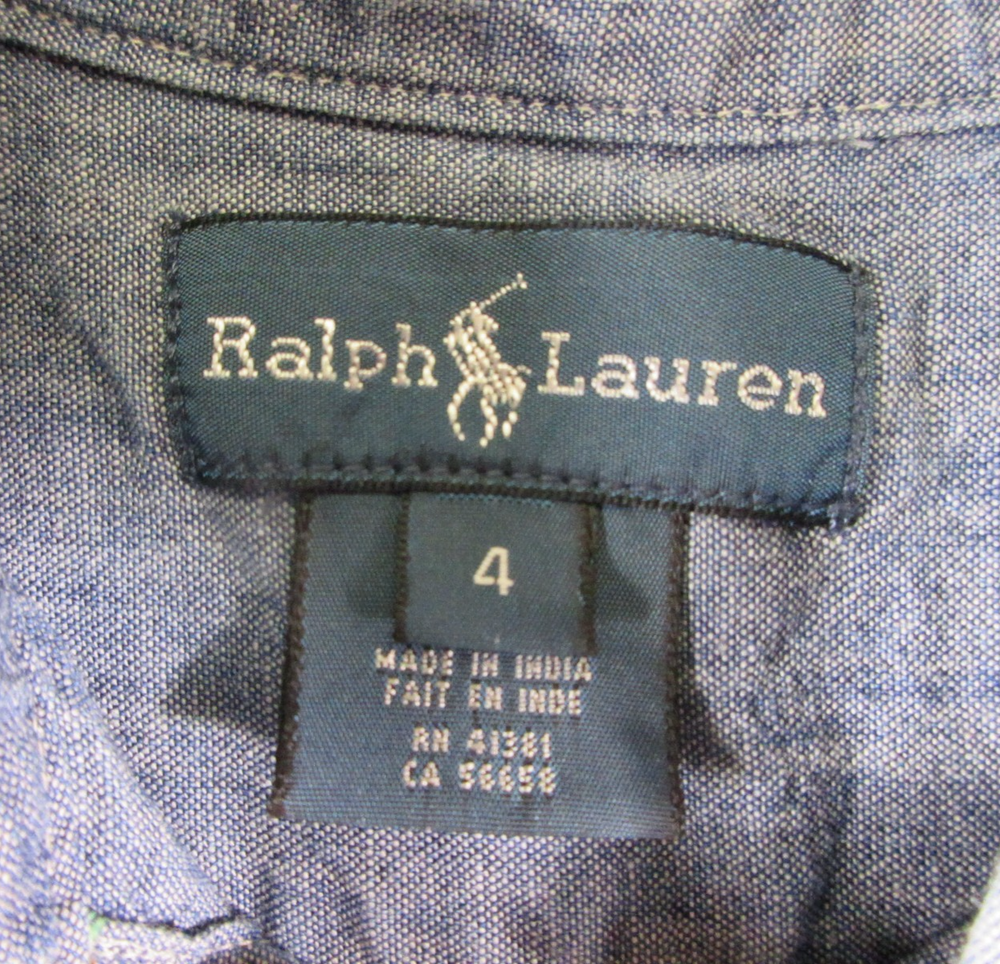 Ralph Lauren
4
MADE IN INDIA
FAIT EN INDE
RN 41381
CA 56658